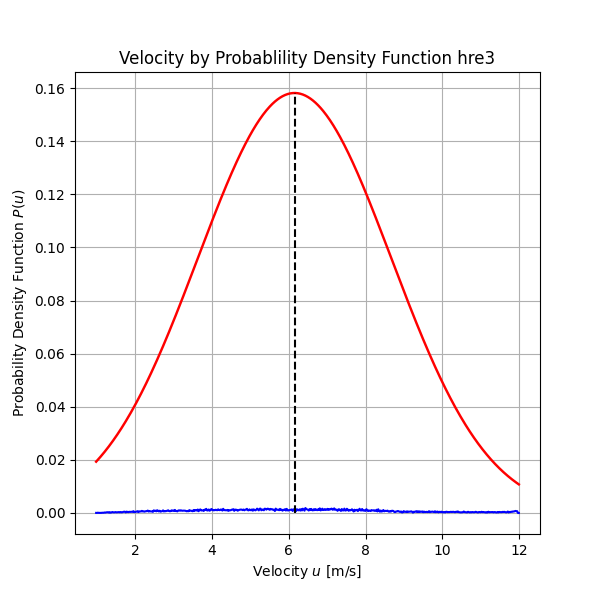 Velocity by Probablility Density Function hre3
0.16
0.14
0.12
0.10
0.08
0.06
0.04
0.02
0.00
Probability Density Function P(u)
2 4 6 8 10 12
Velocity u [m/s]